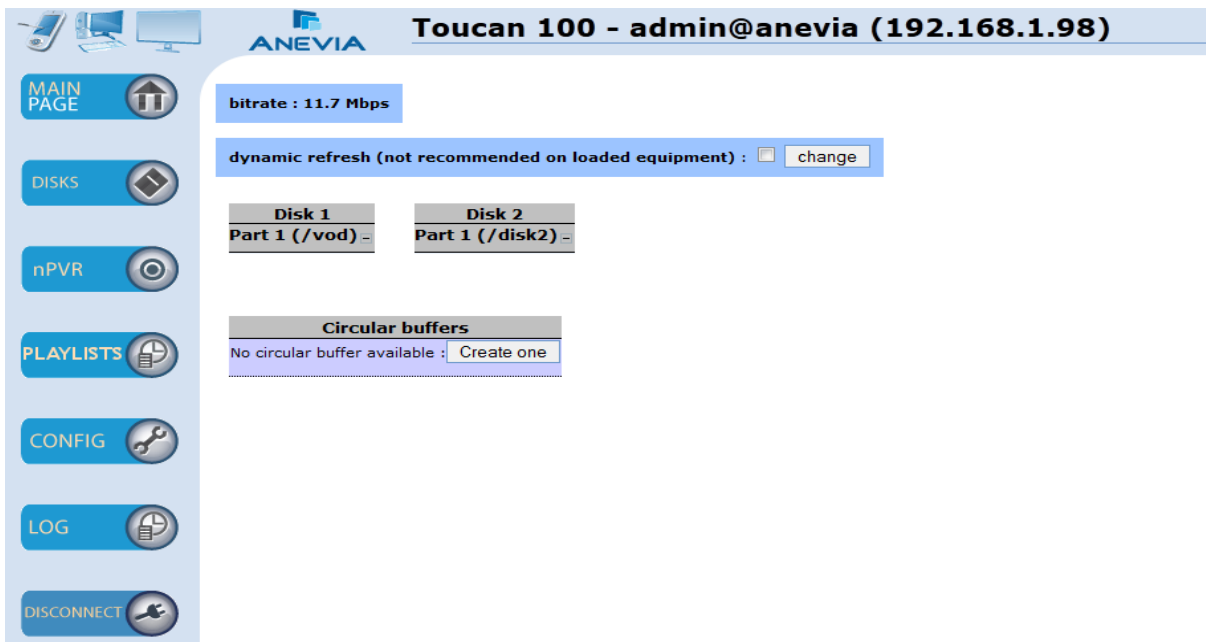 ANEVIA
Toucan 100 - admin@anevia (192.168.1.98)
MAIN
PAGE
DISKS
nPVR
PLAYLISTS
CONFIG
LOG
DISCONNECT
bitrate : 11.7 Mbps
dynamic refresh (not recommended on loaded equipment) : change
Disk 1
Part 1 (/vod)
Disk 2
Part 1 (/disk2)
Circular buffers
No circular buffer available : Create one